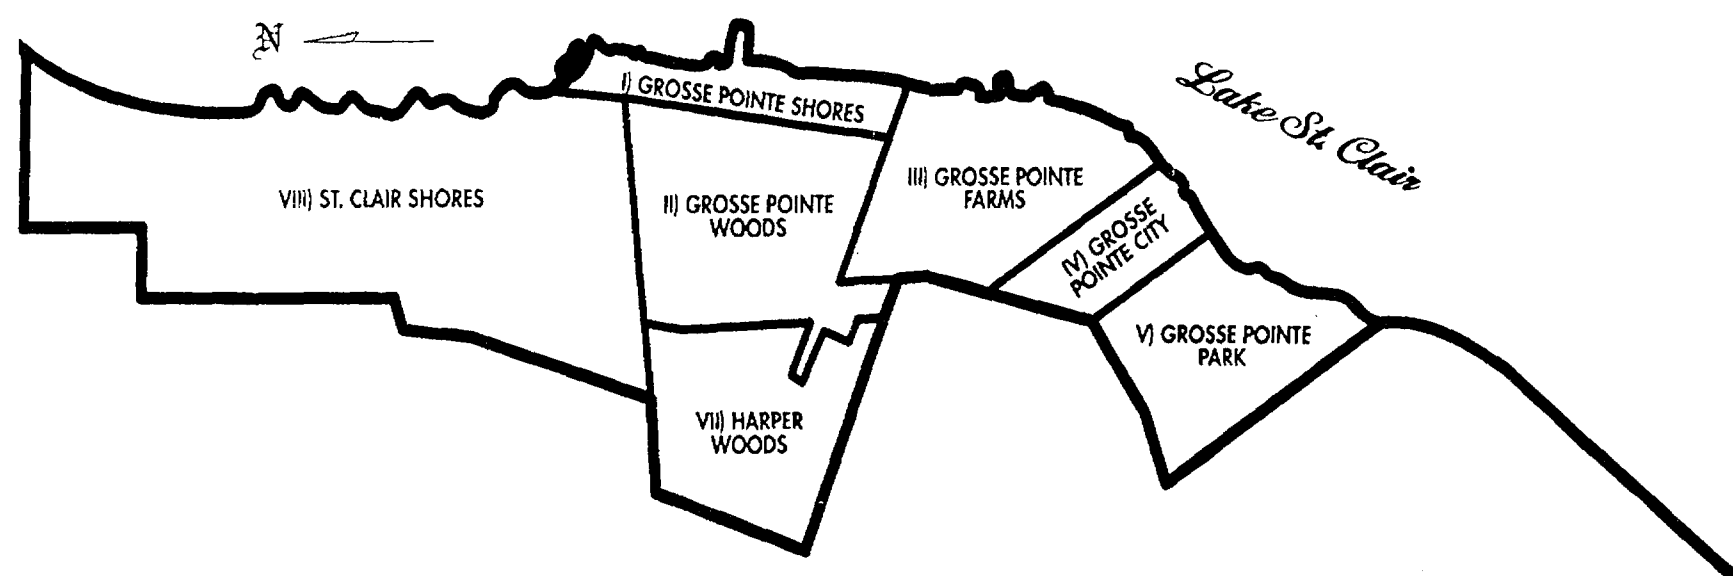 N
Lake St. Clair
I) GROSSE POINTE SHORES
VIII) ST. CLAIR SHORES
II) GROSSE POINTE
WOODS
III) GROSSE POINTE
FARMS
IV) GROSSE
POINTE CITY
V) GROSSE POINTE
PARK
VII) HARPER
WOODS